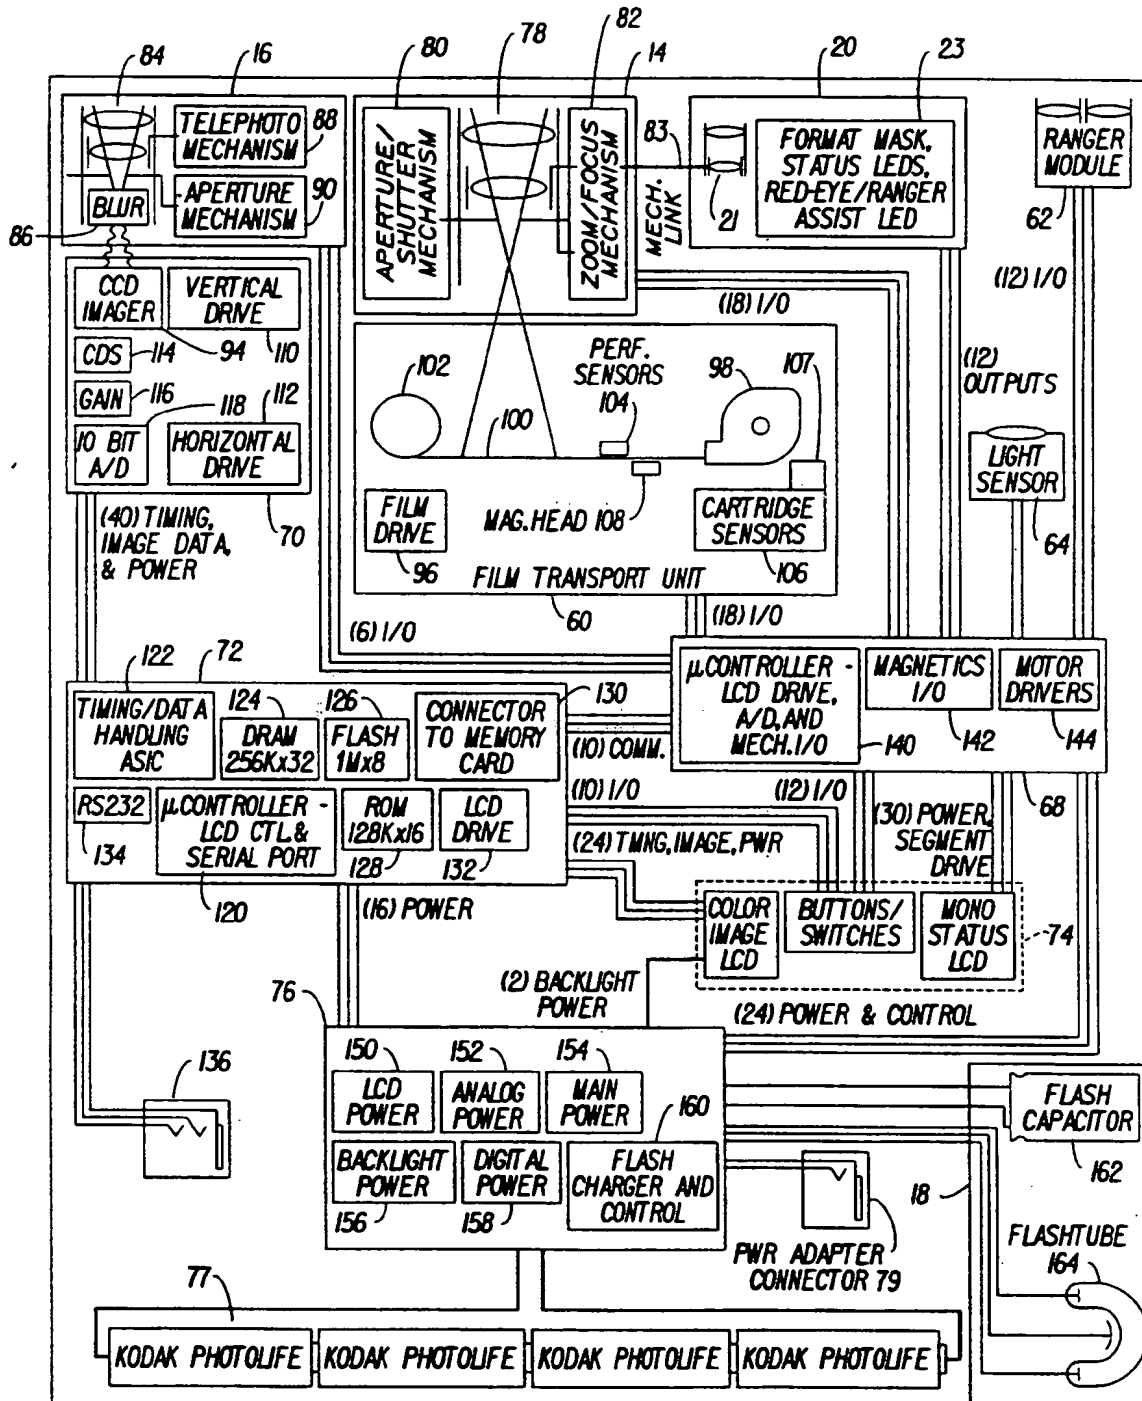 84
16
80
78
82
14
20
23
TELEPHOTO
MECHANISM
88
APERTURE
MECHANISM
90
BLUR
86
APERTURE/
SHUTTER
MECHANISM
ZOOM/FOCUS
MECHANISM
83
MECH.
LINK
21
FORMAT MASK,
STATUS LEDS,
RED-EYE/RANGER
ASSIST LED
RANGER
MODULE
62
CCD
IMAGER
VERTICAL
DRIVE
94
110
CDS
114
GAIN
116
118
112
10 BIT
A/D
HORIZONTAL
DRIVE
70
(18) I/O
(12) I/O
(12)
OUTPUTS
LIGHT
SENSOR
64
102
PERF.
SENSORS
104
98
107
100
FILM
DRIVE
96
MAG. HEAD 108
CARTRIDGE
SENSORS
106
FILM TRANSPORT UNIT
60
(40) TIMING,
IMAGE DATA,
& POWER
(6) I/O
(18) I/O
122
72
TIMING/DATA
HANDLING
ASIC
124
DRAM
256Kx32
126
FLASH
1Mx8
CONNECTOR
TO MEMORY
CARD
130
RS232
134
µCONTROLLER -
LCD CTL.&
SERIAL PORT
120
ROM
128Kx16
128
LCD
DRIVE
132
µCONTROLLER -
LCD DRIVE,
A/D, AND
MECH. I/O
140
MAGNETICS
I/O
142
MOTOR
DRIVERS
144
68
(10) COMM.
(10) I/O
(12) I/O
(24) TMNG, IMAGE, PWR
(30) POWER,
SEGMENT
DRIVE
(16) POWER
COLOR
IMAGE
LCD
BUTTONS/
SWITCHES
MONO
STATUS
LCD
74
76
(2) BACKLIGHT
POWER
(24) POWER & CONTROL
136
150
LCD
POWER
152
ANALOG
POWER
154
MAIN
POWER
160
BACKLIGHT
POWER
156
DIGITAL
POWER
158
FLASH
CHARGER AND
CONTROL
FLASH
CAPACITOR
162
18
PWR ADAPTER
CONNECTOR 79
FLASHTUBE
164
77
KODAK PHOTOLIFE KODAK PHOTOLIFE KODAK PHOTOLIFE KODAK PHOTOLIFE